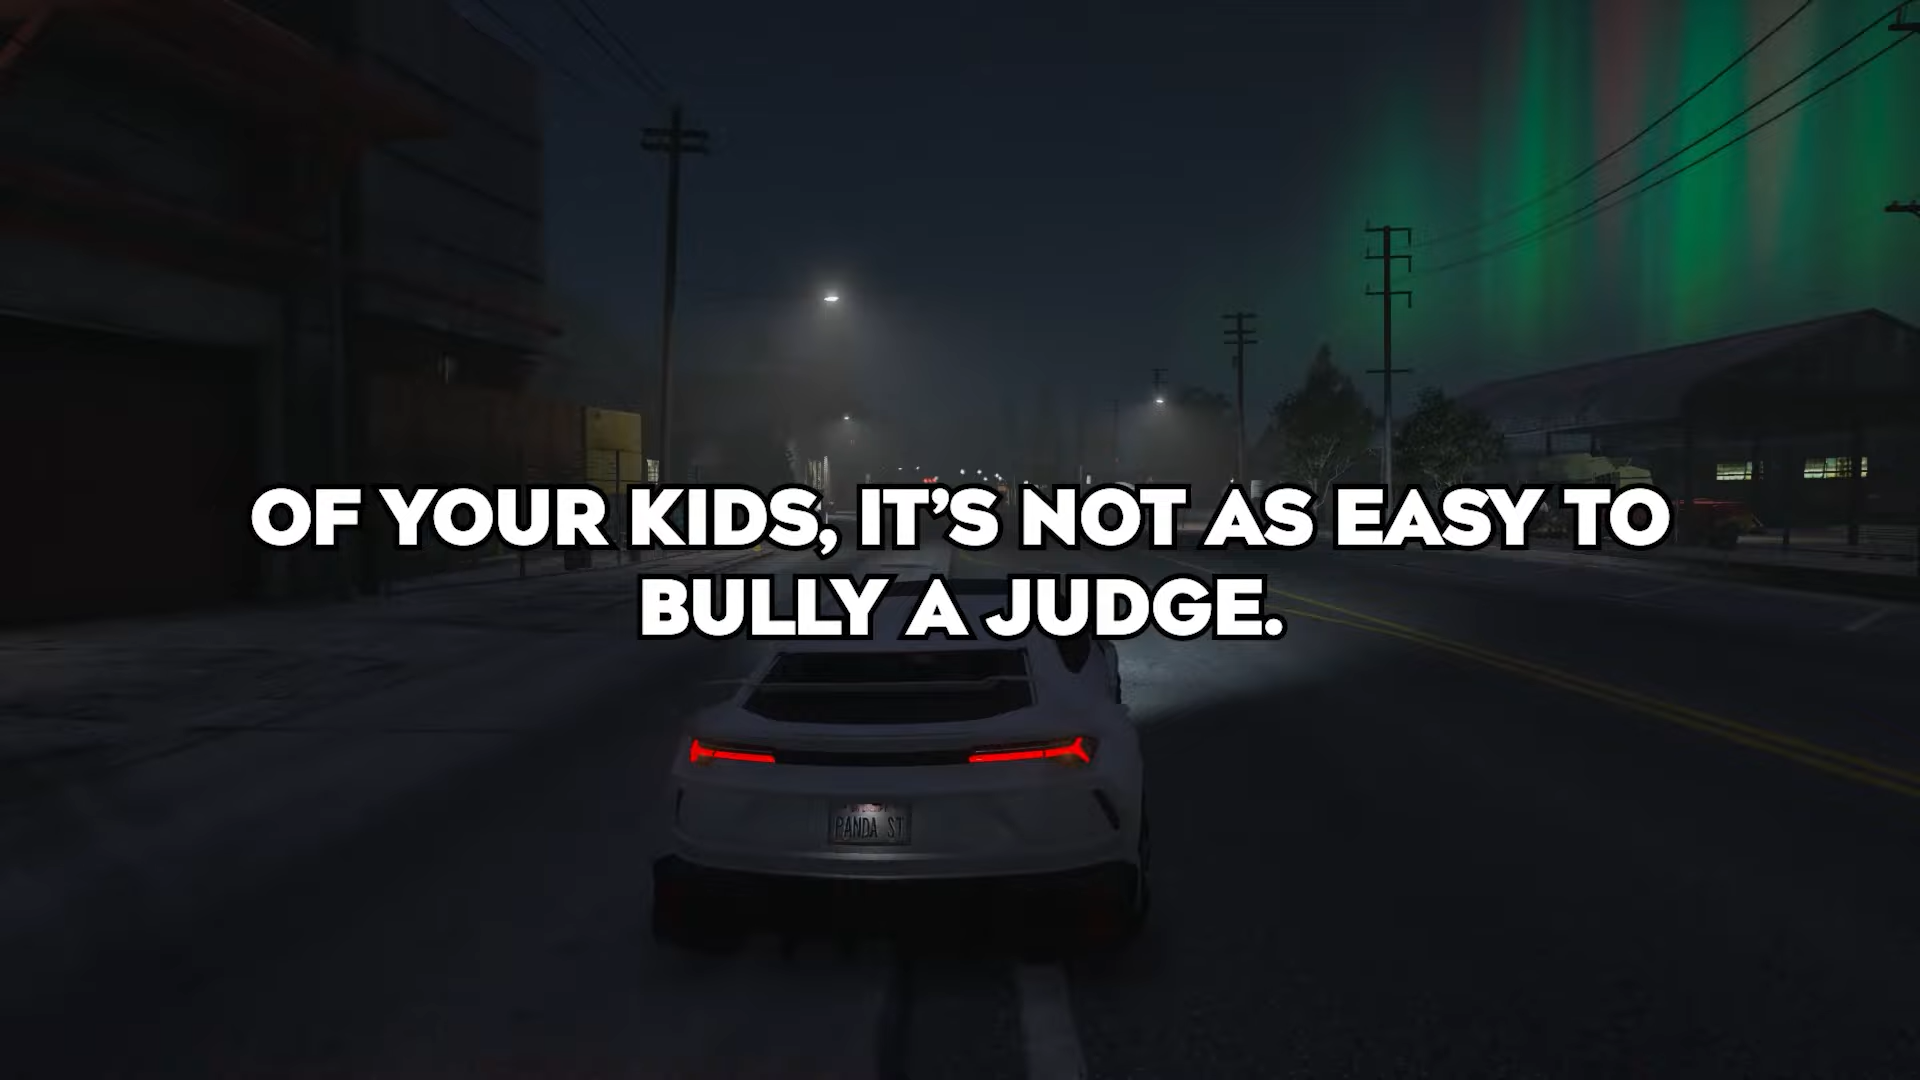 OF YOUR KIDS, IT’S NOT AS EASY TO
BULLY A JUDGE.
PANDA ST